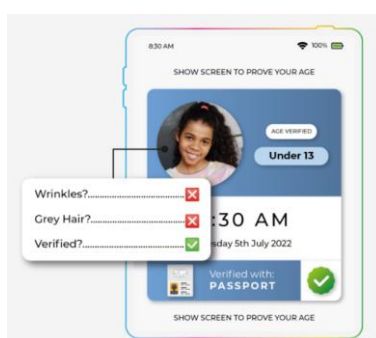 8:30 AM 100%
SHOW SCREEN TO PROVE YOUR AGE
AGE VERIFIED
Under 13
Wrinkles?
Grey Hair?
Verified?
:30 AM
sday 5th July 2022
Verified with:
PASSPORT
SHOW SCREEN TO PROVE YOUR AGE